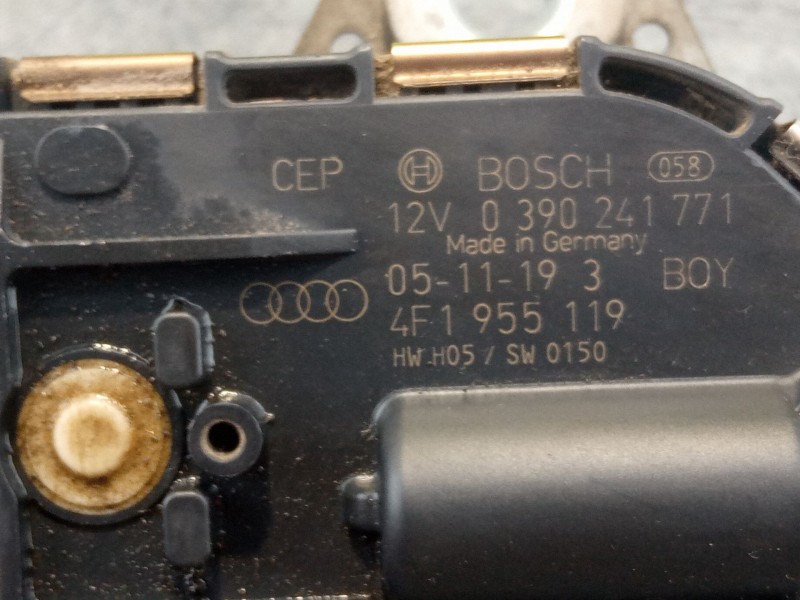 CEP BOSCH 058
12V 0 390 241 771
Made in Germany
05-11-19 3 BOY
4F1 955 119
HW H05 / SW 0150